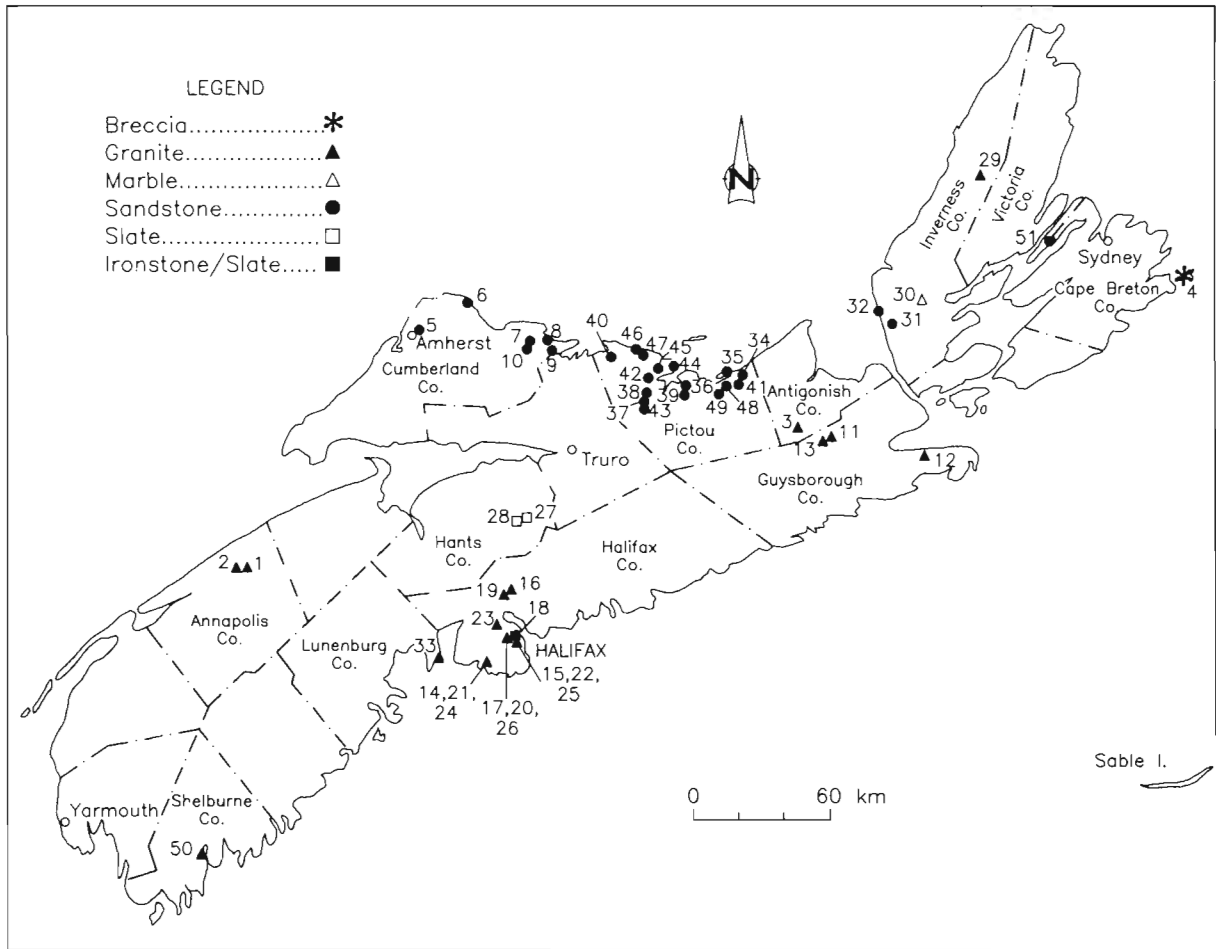 LEGEND
Breccia
Granite
Marble
Sandstone
Slate
Ironstone/Slate
N
29
Inverness
Co.
Victoria
Co.
51
Sydney
Cape Breton
Co.
4
30
32
31
6
5
Amherst
Cumberland
Co.
7
8
10
9
40
46
47
45
44
42
38
37
43
39
36
35
34
41
49
48
Pictou
Co.
Antigonish
Co.
3
13
11
12
Guysborough
Co.
Truro
28
27
Hants
Co.
Halifax
Co.
2
1
Annapolis
Co.
Lunenburg
Co.
19
16
23
18
33
HALIFAX
15,22,
25
14,21,
24
17,20,
26
Sable I.
0
60 km
Yarmouth
Shelburne
Co.
50